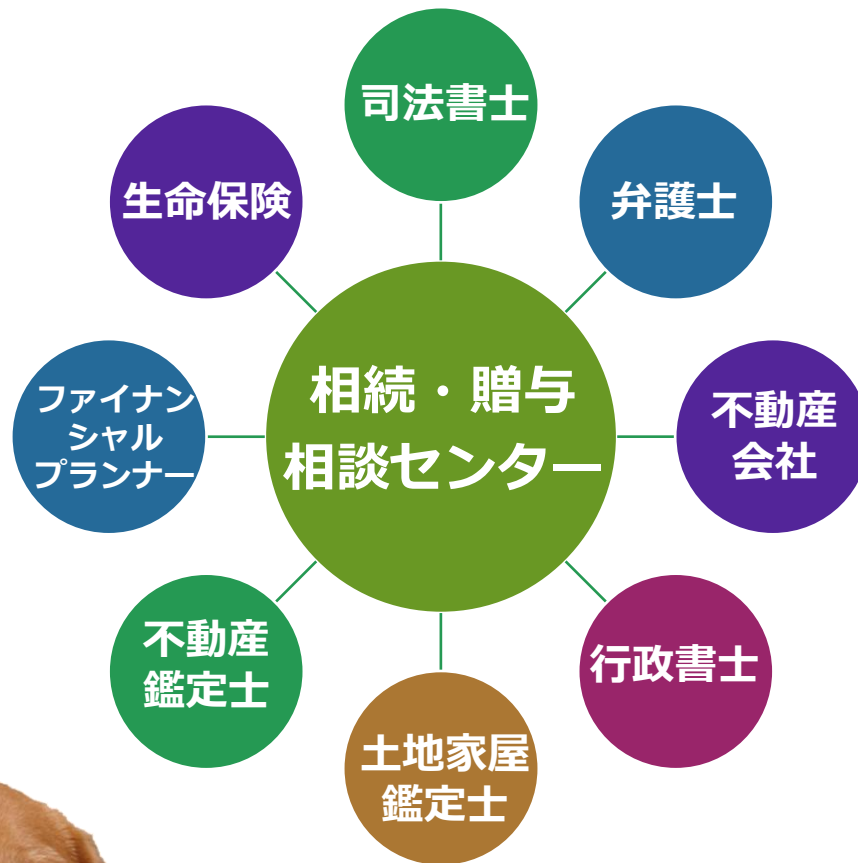 司法書士
生命保険
弁護士
相続・贈与
相談センター
ファイナン
シャル
プランナー
不動産
会社
不動産
鑑定士
行政書士
土地家屋
鑑定士